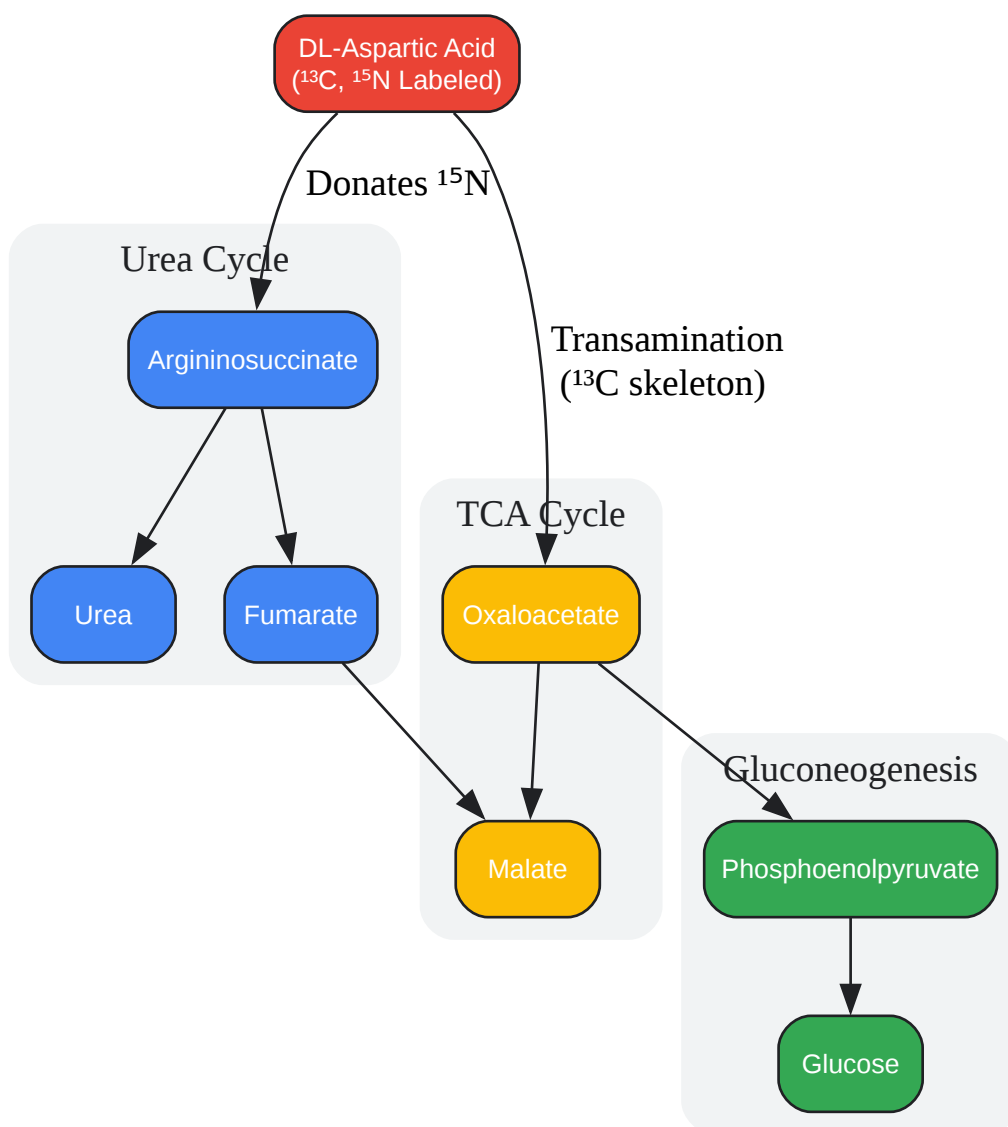 DL-Aspartic Acid
(¹³C, ¹⁵N Labeled)
Donates ¹⁵N
Urea Cycle
Transamination
(¹³C skeleton)
Argininosuccinate
TCA Cycle
Urea
Fumarate
Oxaloacetate
Gluconeogenesis
Malate
Phosphoenolpyruvate
Glucose